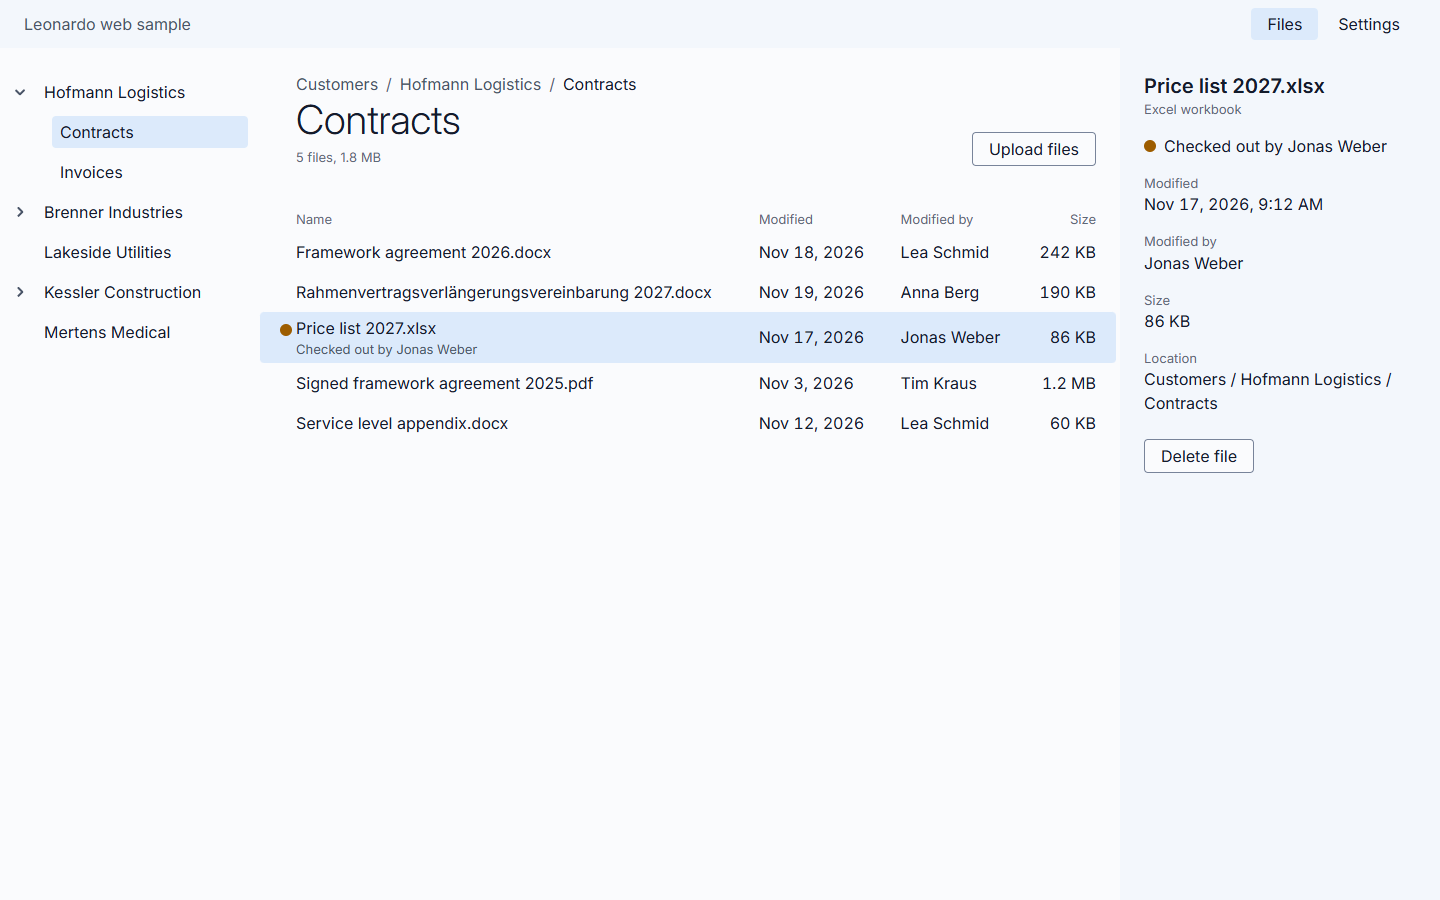 Leonardo web sample
Files
Settings
Hofmann Logistics
Contracts
Invoices
Brenner Industries
Lakeside Utilities
Kessler Construction
Mertens Medical
Customers / Hofmann Logistics / Contracts
Contracts
5 files, 1.8 MB
Upload files
Name Modified Modified by Size
Framework agreement 2026.docx Nov 18, 2026 Lea Schmid 242 KB
Rahmenvertragsverlängerungsvereinbarung 2027.docx Nov 19, 2026 Anna Berg 190 KB
Price list 2027.xlsx Nov 17, 2026 Jonas Weber 86 KB
Checked out by Jonas Weber
Signed framework agreement 2025.pdf Nov 3, 2026 Tim Kraus 1.2 MB
Service level appendix.docx Nov 12, 2026 Lea Schmid 60 KB
Price list 2027.xlsx
Excel workbook
Checked out by Jonas Weber
Modified
Nov 17, 2026, 9:12 AM
Modified by
Jonas Weber
Size
86 KB
Location
Customers / Hofmann Logistics /
Contracts
Delete file